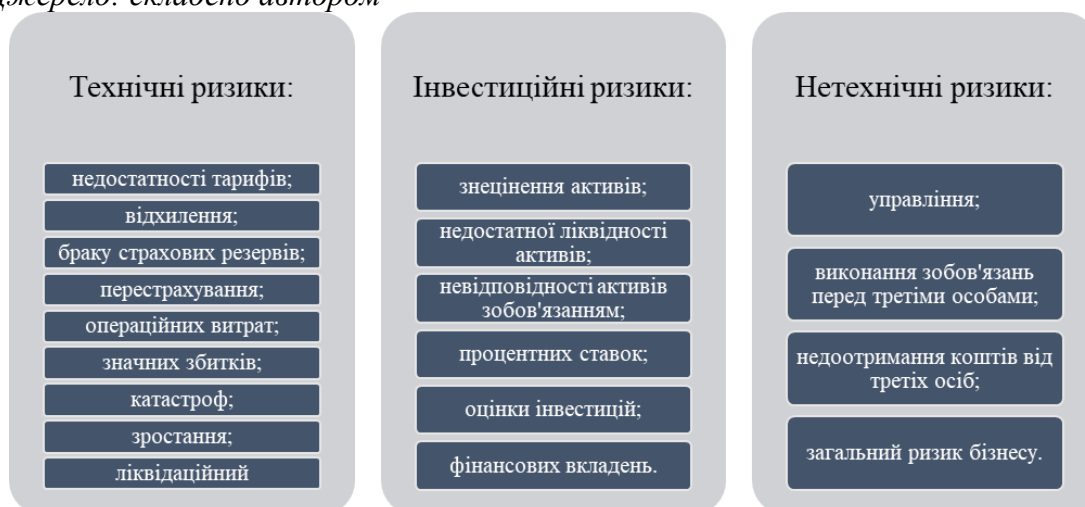 джерело: складено автором
Технічні ризики:
недостатності тарифів;
відхилення;
браку страхових резервів;
перестрахування;
операційних витрат;
значних збитків;
катастроф;
зростання;
ліквідаційний
Інвестиційні ризики:
знецінення активів;
недостатної ліквідності
активів;
невідповідності активів
зобов'язанням;
процентних ставок;
оцінки інвестицій;
фінансових вкладень.
Нетехнічні ризики:
управління;
виконання зобов'язань
перед третіми особами;
недоотримання коштів від
третіх осіб;
загальний ризик бізнесу.